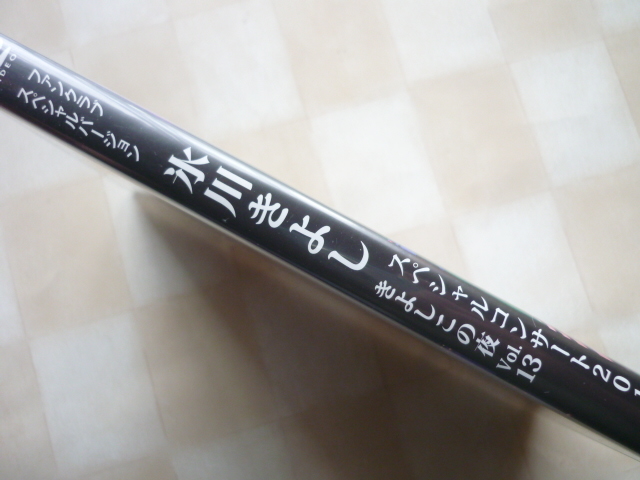 VIDEO
ファンクラブ
スペシャルバージョン
氷川きよし
スペシャルコンサート201
きよしこの夜 Vol.13